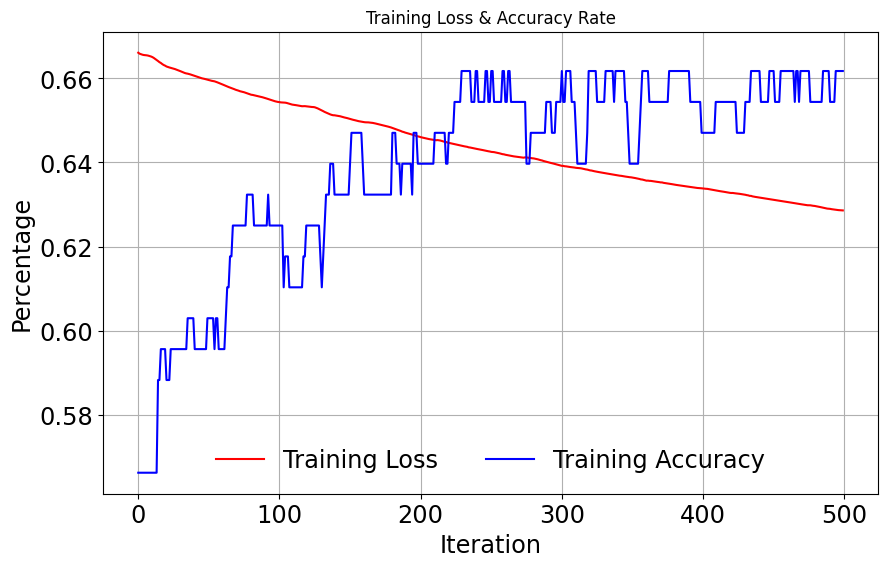 Training Loss & Accuracy Rate
Percentage
0.66
0.64
0.62
0.60
0.58
Training Loss Training Accuracy
0 100 200 300 400 500
Iteration